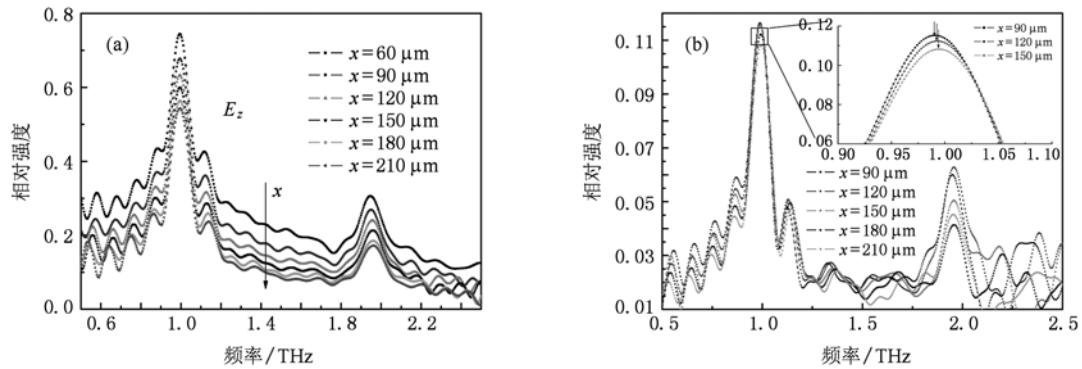 (a)
0.8
0.6
0.4
0.2
0.0
相对强度
E_z
x
x=60 μm
x=90 μm
x=120 μm
x=150 μm
x=180 μm
x=210 μm
0.6 1.0 1.4 1.8 2.2
频率/THz
(b)
0.11
0.09
0.07
0.05
0.03
0.01
相对强度
0.12
0.10
0.08
0.06
0.90 0.95 1.00 1.05 1.10
x=90 μm
x=120 μm
x=150 μm
x=90 μm
x=120 μm
x=150 μm
x=180 μm
x=210 μm
0.5 1.0 1.5 2.0 2.5
频率/THz